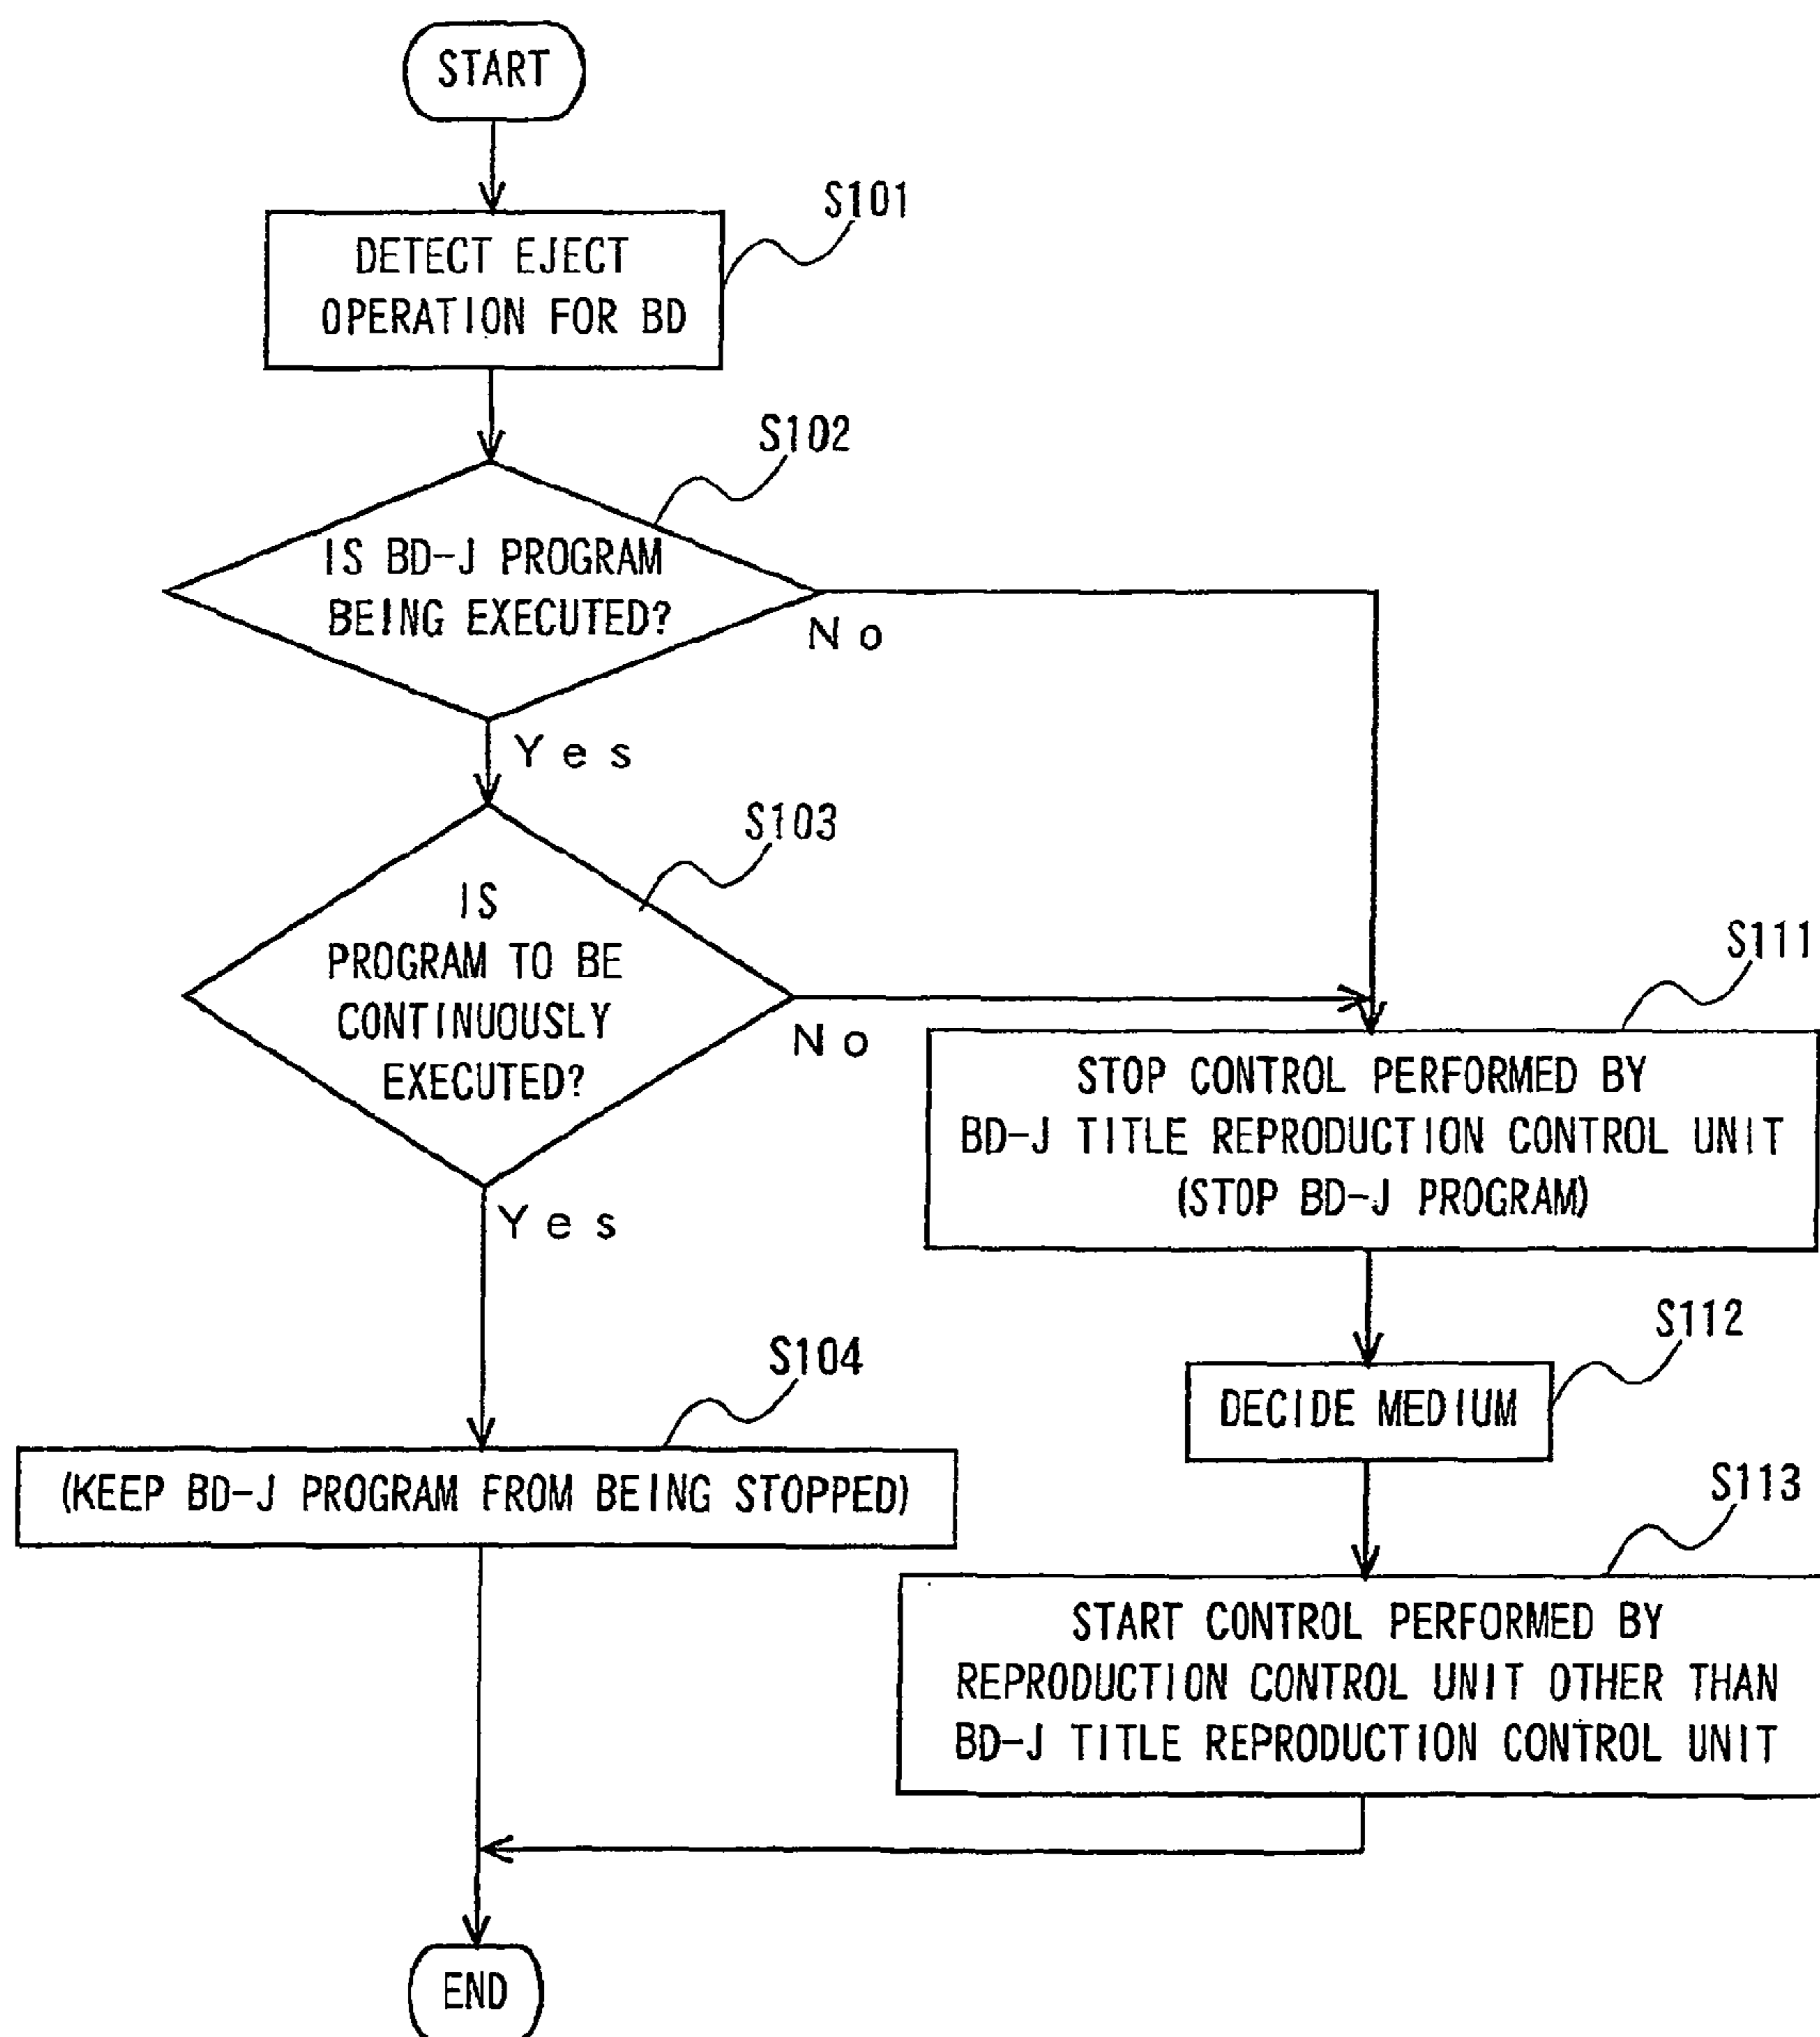 START
S101
DETECT EJECT
OPERATION FOR BD
S102
IS BD-J PROGRAM
BEING EXECUTED?
No
Yes
S103
IS
PROGRAM TO BE
CONTINUOUSLY
EXECUTED?
No
Yes
S111
STOP CONTROL PERFORMED BY
BD-J TITLE REPRODUCTION CONTROL UNIT
(STOP BD-J PROGRAM)
S112
DECIDE MEDIUM
S104
(KEEP BD-J PROGRAM FROM BEING STOPPED)
S113
START CONTROL PERFORMED BY
REPRODUCTION CONTROL UNIT OTHER THAN
BD-J TITLE REPRODUCTION CONTROL UNIT
END